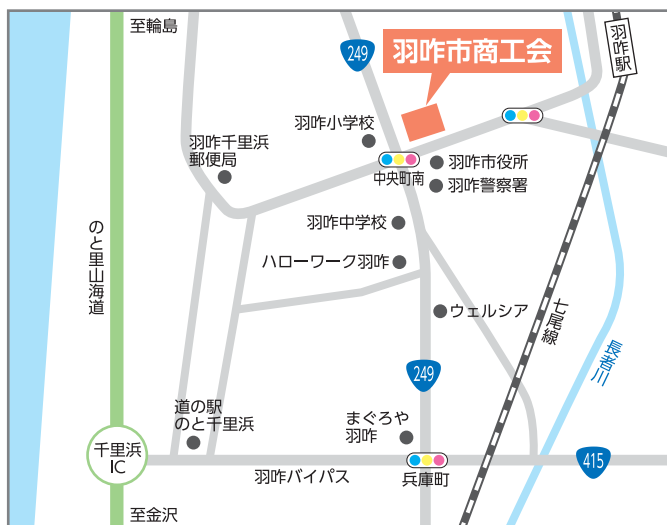 至輪島
249
羽咋市商工会
羽咋駅
羽咋小学校
羽咋千里浜
郵便局
中央町南
羽咋市役所
羽咋警察署
羽咋中学校
のと里山海道
ハローワーク羽咋
ウェルシア
七尾線
長者川
249
道の駅
のと千里浜
まぐろや
羽咋
千里浜
IC
羽咋バイパス
兵庫町
415
至金沢